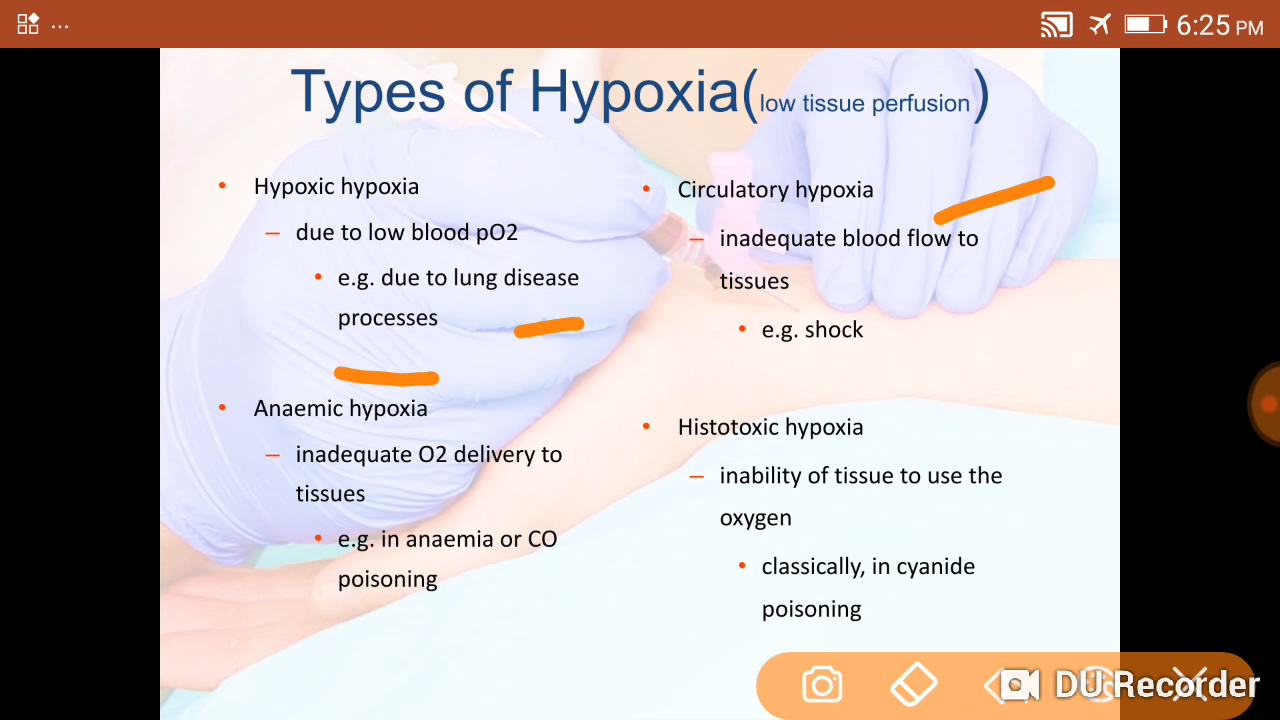 ... 6:25 PM
Types of Hypoxia(low tissue perfusion)
• Hypoxic hypoxia
– due to low blood pO2
• e.g. due to lung disease
processes
• Anaemic hypoxia
– inadequate O2 delivery to
tissues
• e.g. in anaemia or CO
poisoning
• Circulatory hypoxia
– inadequate blood flow to
tissues
• e.g. shock
• Histotoxic hypoxia
– inability of tissue to use the
oxygen
• classically, in cyanide
poisoning
DU Recorder